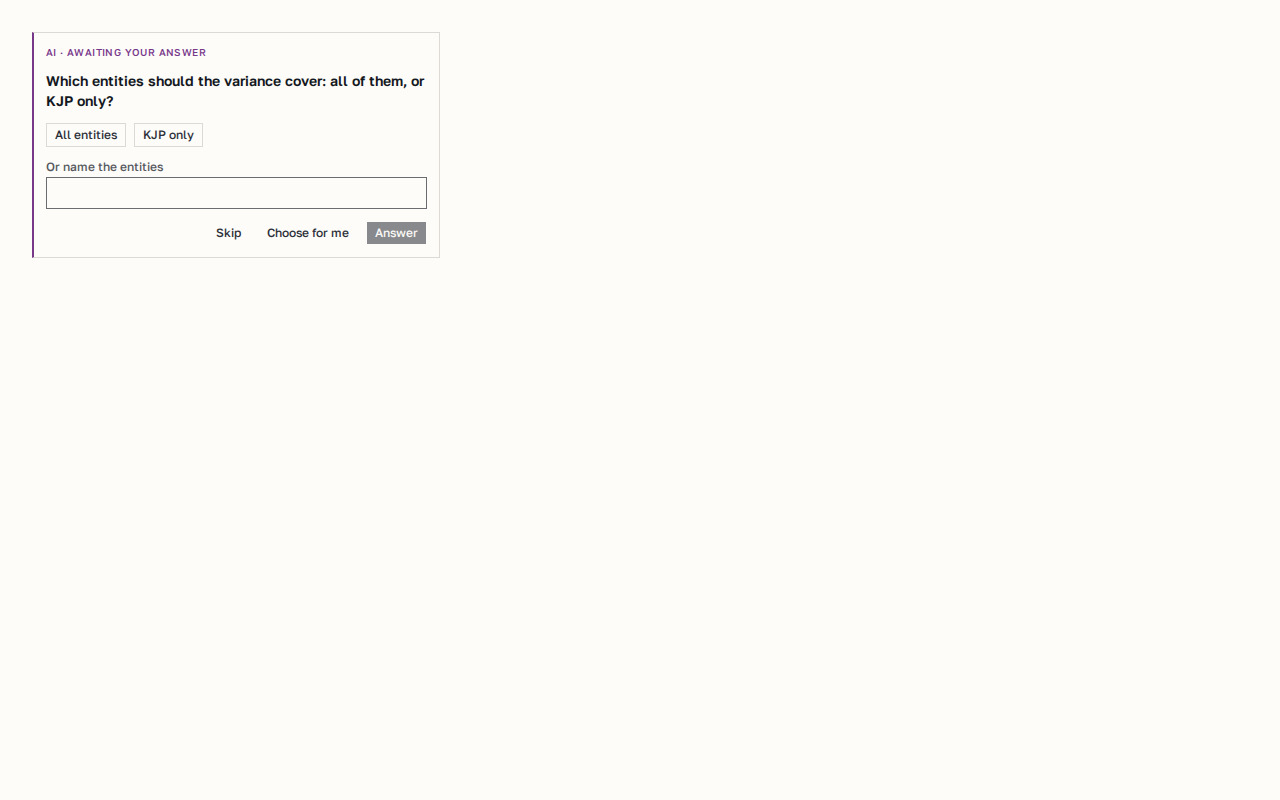 AI · AWAITING YOUR ANSWER
Which entities should the variance cover: all of them, or
KJP only?
All entities KJP only
Or name the entities
Skip Choose for me Answer